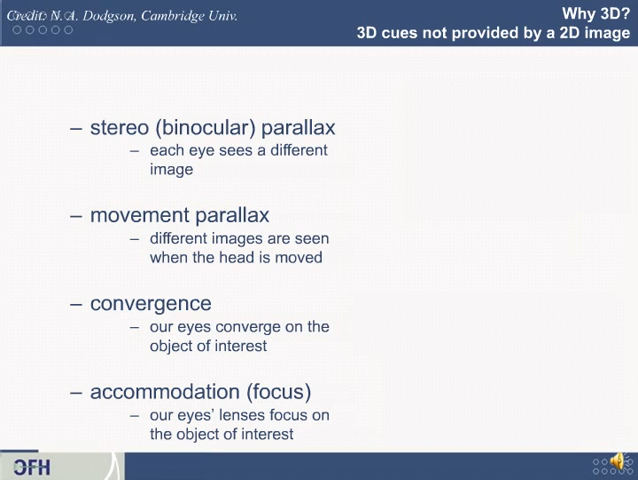 Credit: N. A. Dodgson, Cambridge Univ.
Why 3D?
3D cues not provided by a 2D image
– stereo (binocular) parallax
– each eye sees a different
image
– movement parallax
– different images are seen
when the head is moved
– convergence
– our eyes converge on the
object of interest
– accommodation (focus)
– our eyes' lenses focus on
the object of interest
OFH